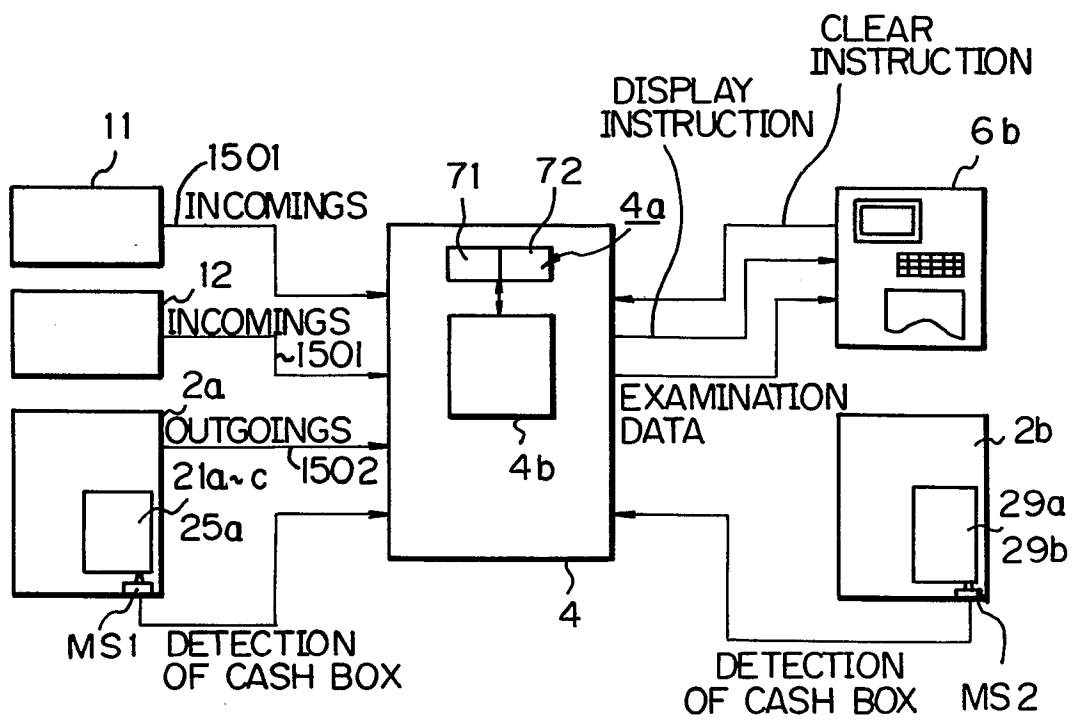 CLEAR
INSTRUCTION
DISPLAY
INSTRUCTION
11
1501
INCOMINGS
71
72
4a
6b
12
INCOMINGS
~1501
2a
OUTGOINGS
1502
21a~c
25a
4b
EXAMINATION
DATA
2b
29a
29b
MS1
DETECTION
OF CASH BOX
4
DETECTION
OF CASH BOX
MS2